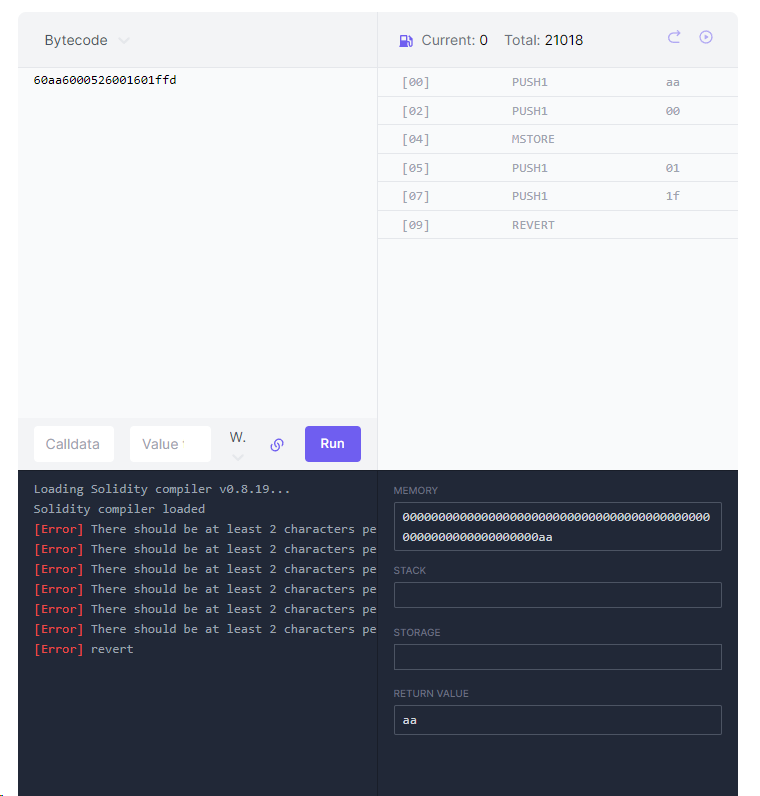 Bytecode
Current: 0 Total: 21018
60aa6000526001601ffd
[00] PUSH1 aa
[02] PUSH1 00
[04] MSTORE
[05] PUSH1 01
[07] PUSH1 1f
[09] REVERT
Calldata
Value
W.
Run
Loading Solidity compiler v0.8.19...
Solidity compiler loaded
[Error] There should be at least 2 characters pe
[Error] There should be at least 2 characters pe
[Error] There should be at least 2 characters pe
[Error] There should be at least 2 characters pe
[Error] There should be at least 2 characters pe
[Error] There should be at least 2 characters pe
[Error] revert
MEMORY
0000000000000000000000000000000000000000000
0000000000000000000aa
STACK
STORAGE
RETURN VALUE
aa